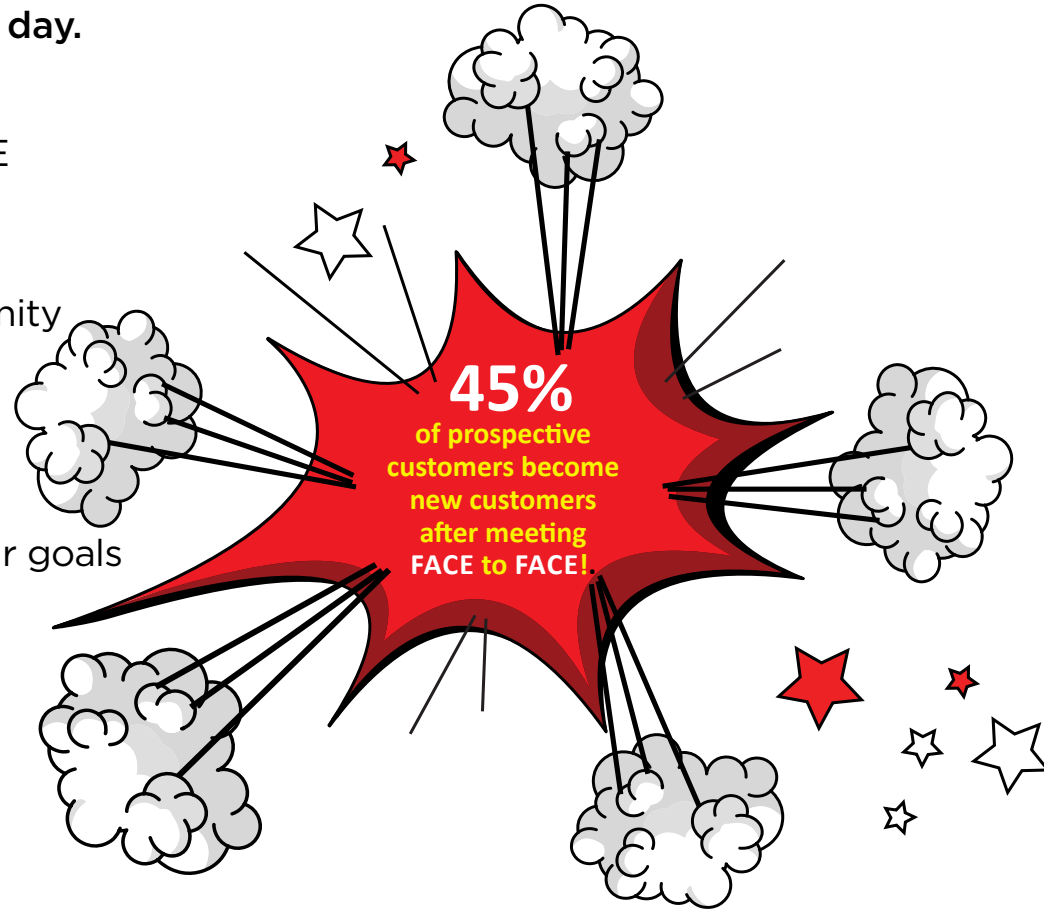 day.
E
nity
r goals
45%
of prospective
customers become
new customers
after meeting
FACE to FACE!